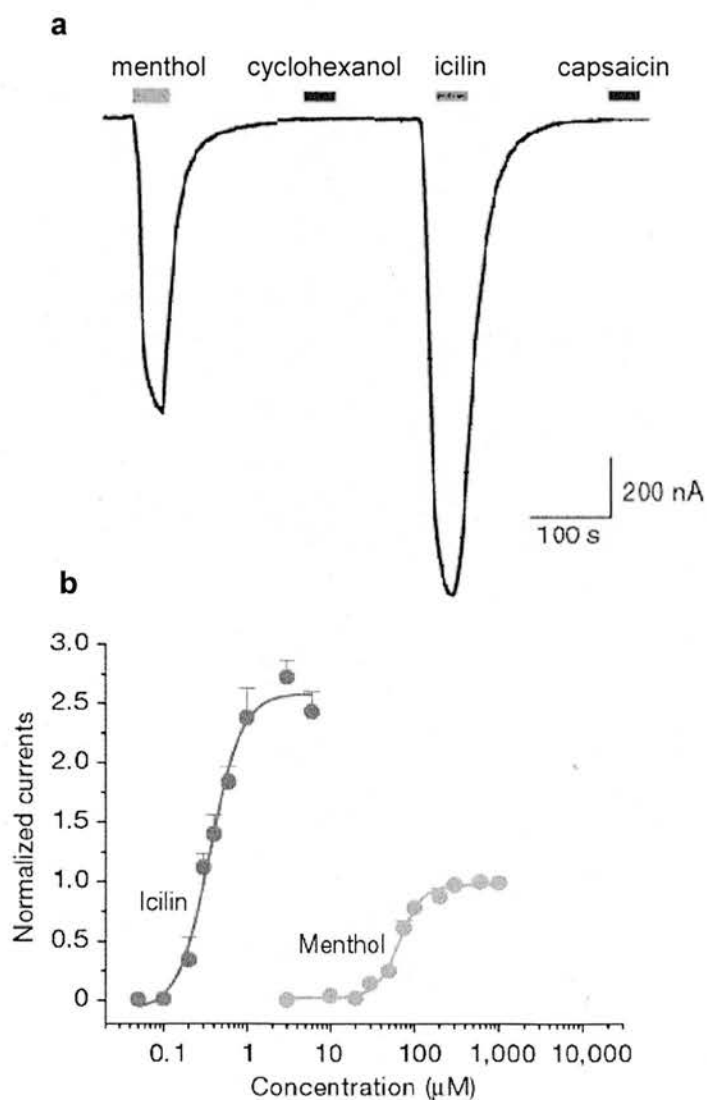 a
menthol cyclohexanol icilin capsaicin
200 nA
100 s
b
3.0
2.5
2.0
1.5
1.0
0.5
0
Normalized currents
Icilin
Menthol
0.1 1 10 100 1,000 10,000
Concentration (μM)